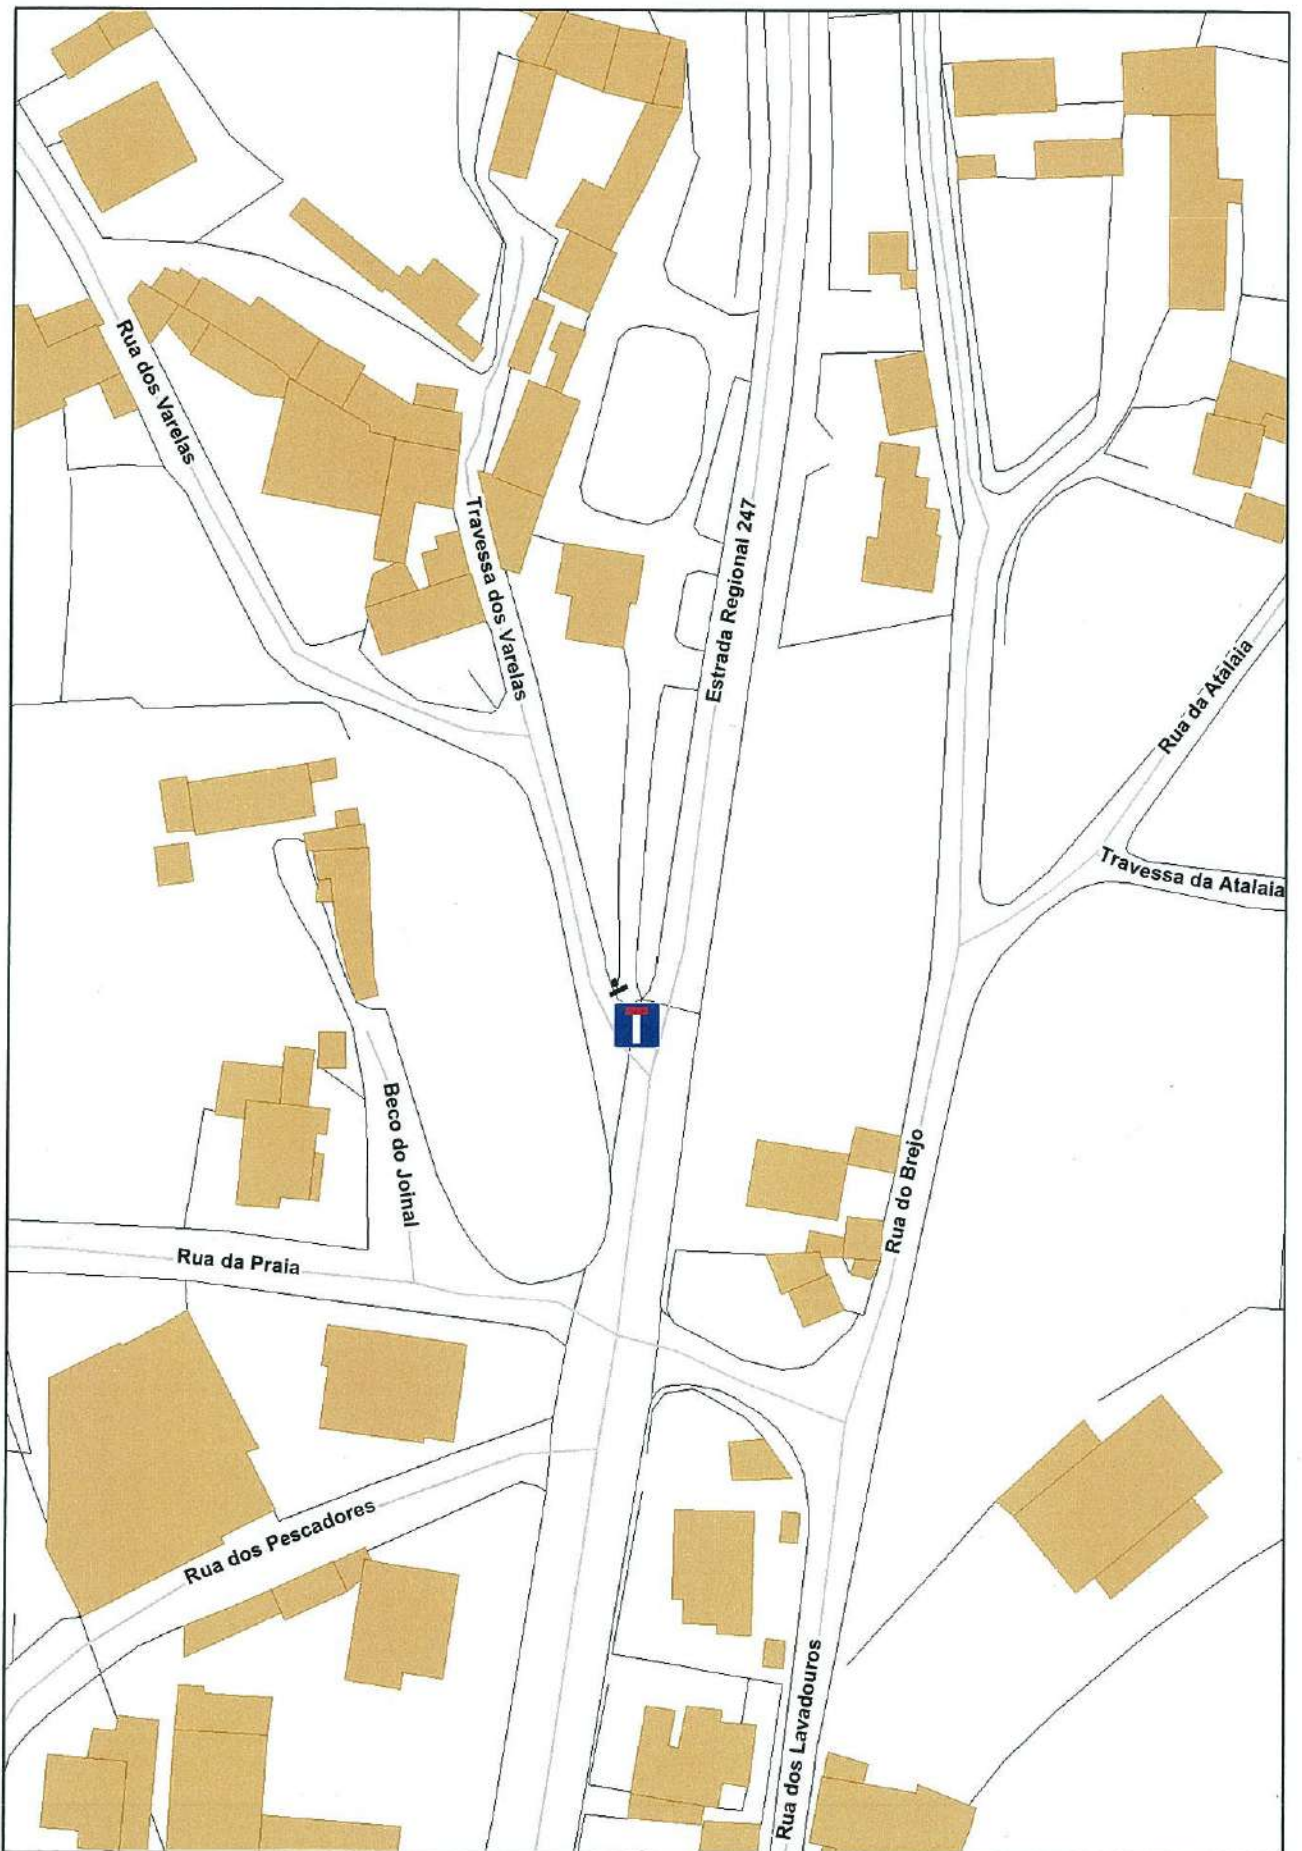 Rua dos Varelas
Travessa dos Varelas
Estrada Regional 247
Rua da Atalaia
Travessa da Atalaia
Beco do Joinal
Rua do Brejo
Rua da Praia
Rua dos Pescadores
Rua dos Lavadouros